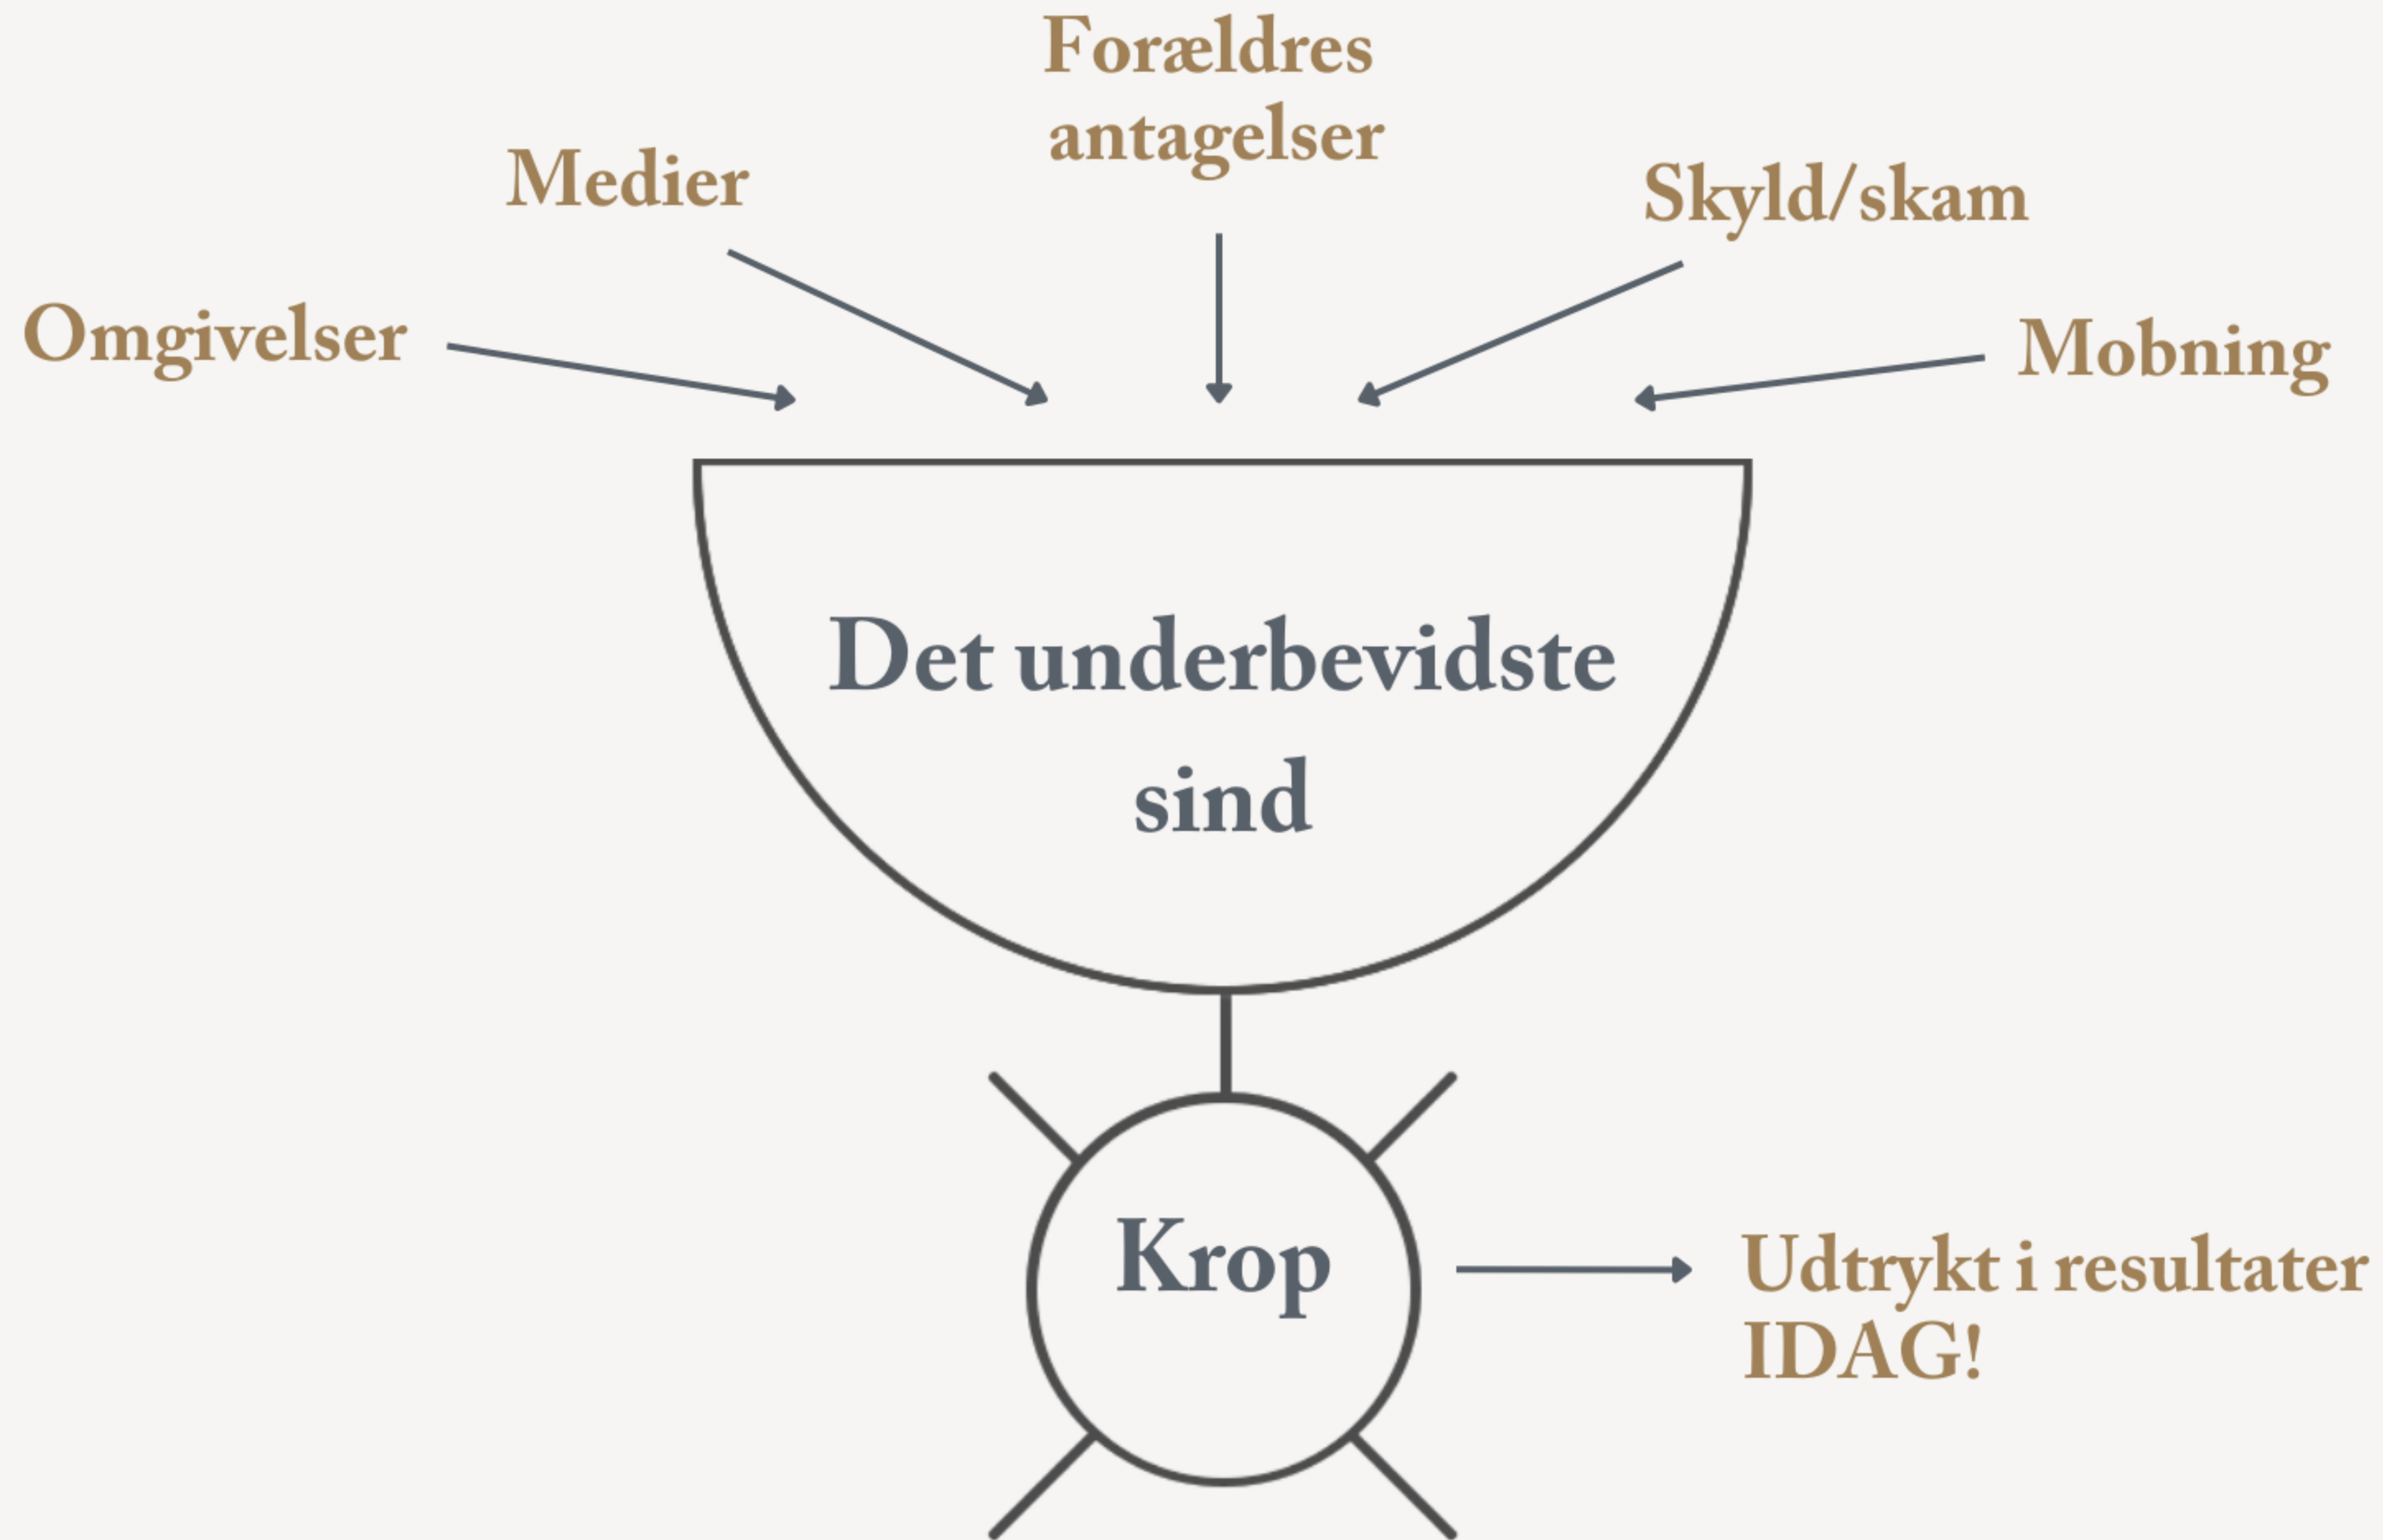 Forældres
antagelser
Medier
Skyld/skam
Omgivelser
Mobning
Det underbevidste
sind
Krop
Udtrykt i resultater
IDAG!